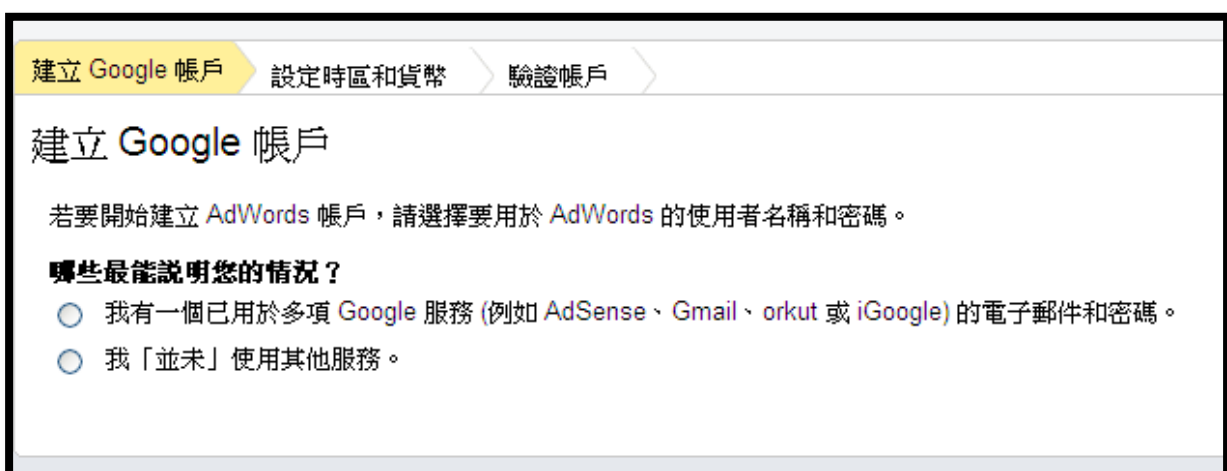 建立 Google 帳戶 設定時區和貨幣 驗證帳戶
建立 Google 帳戶
若要開始建立 AdWords 帳戶，請選擇要用於 AdWords 的使用者名稱和密碼。
哪些最能説明您的情況？
我有一個已用於多項 Google 服務 (例如 AdSense、Gmail、orkut 或 iGoogle) 的電子郵件和密碼。
我「並未」使用其他服務。